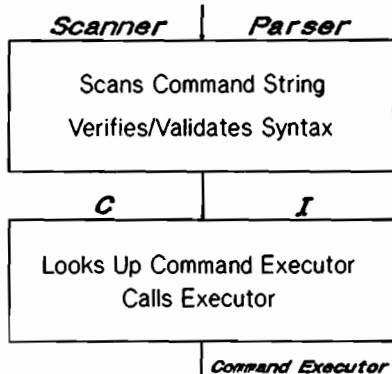 Scanner Parser
Scans Command String
Verifies/Validates Syntax
C I
Looks Up Command Executor
Calls Executor
Command Executor